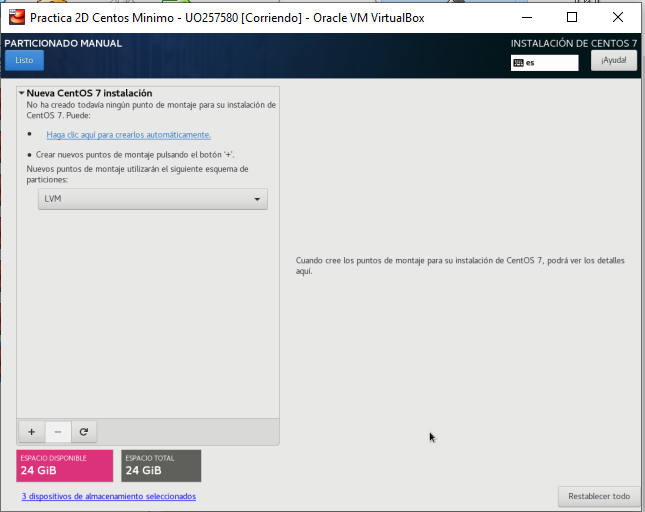 Practica 2D Centos Minimo - UO257580 [Corriendo] - Oracle VM VirtualBox
PARTICIONADO MANUAL
INSTALACIÓN DE CENTOS 7
Listo
es
¡Ayuda!
Nueva CentOS 7 instalación
No ha creado todavía ningún punto de montaje para su instalación de
CentOS 7. Puede:
• Haga clic aquí para crearlos automáticamente.
• Crear nuevos puntos de montaje pulsando el botón '+'.
Nuevos puntos de montaje utilizarán el siguiente esquema de
particiones:
LVM
Cuando cree los puntos de montaje para su instalación de CentOS 7, podrá ver los detalles
aquí.
+ −
ESPACIO DISPONIBLE
24 GiB
ESPACIO TOTAL
24 GiB
3 dispositivos de almacenamiento seleccionados
Restablecer todo